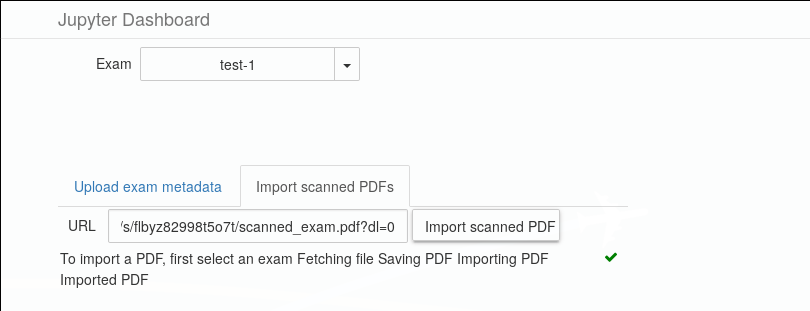 Jupyter Dashboard
Exam
test-1
Upload exam metadata
Import scanned PDFs
URL
/s/flbyz82998t5o7t/scanned_exam.pdf?dl=0
Import scanned PDF
To import a PDF, first select an exam Fetching file Saving PDF Importing PDF
Imported PDF